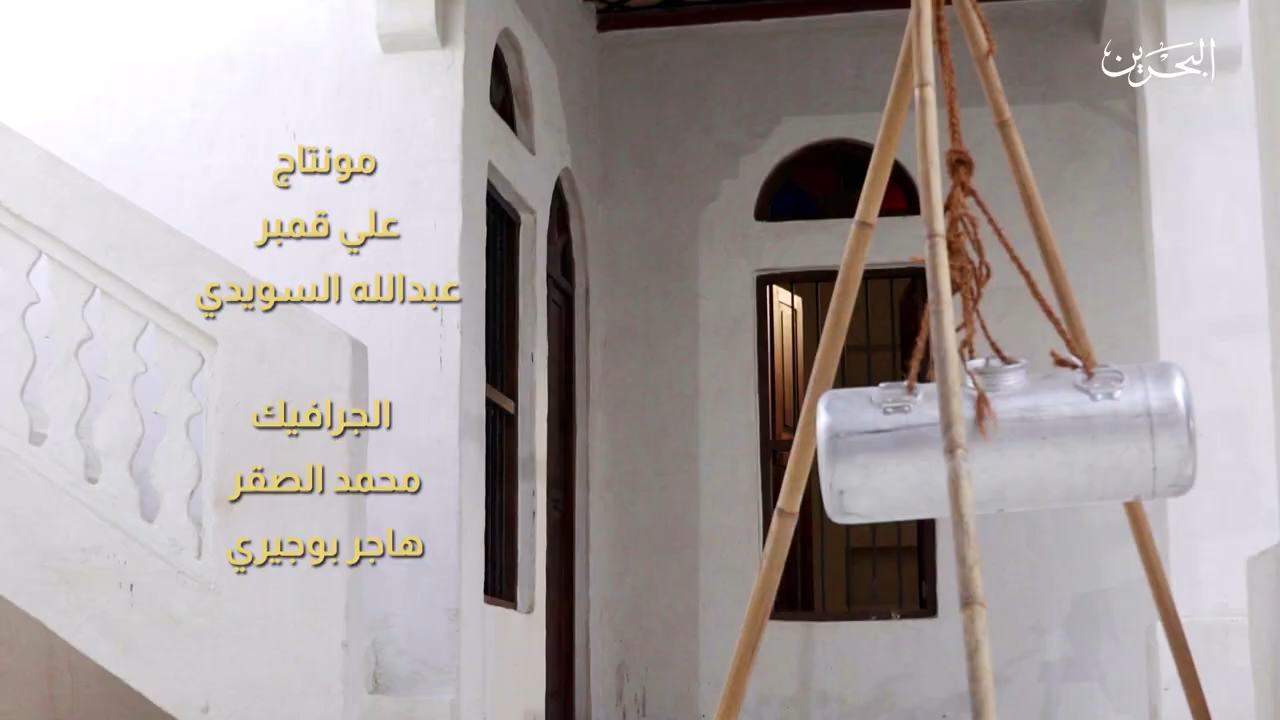 البحرين
مونتاج
علي قمبر
عبدالله السويدي
الجرافيك
محمد الصقر
هاجر بوجيري